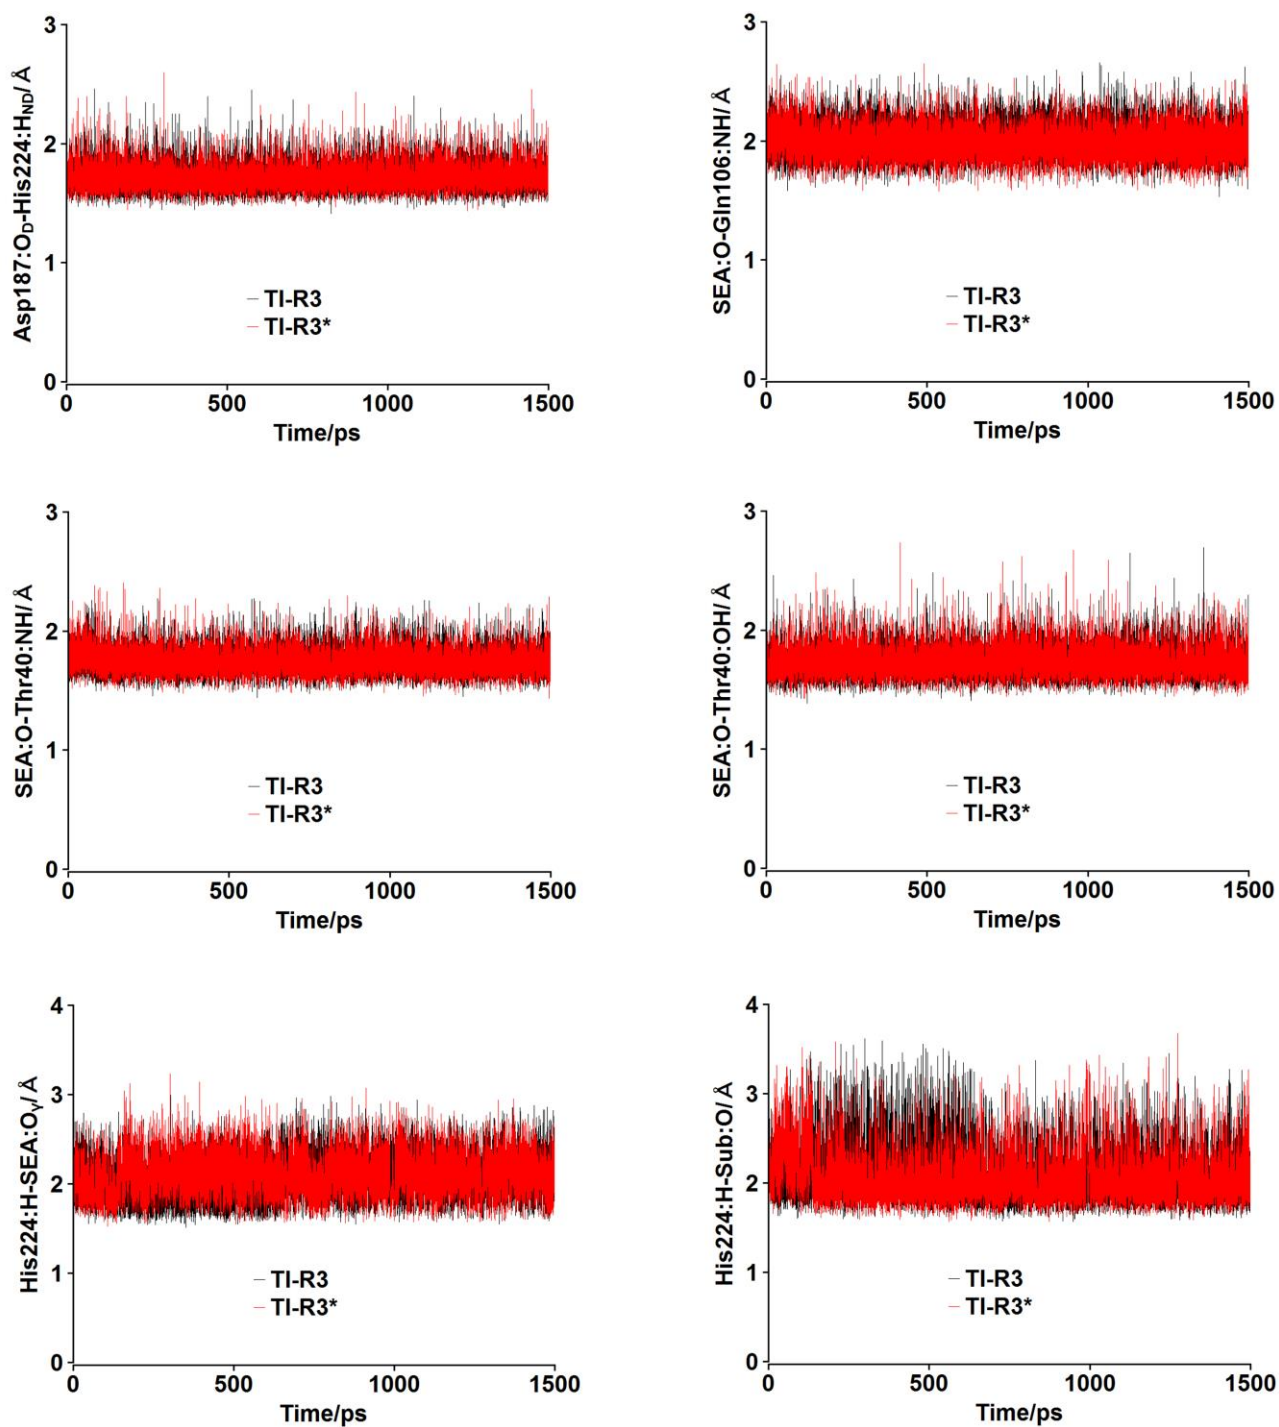 Asp187:O_D-His224:H_ND/ Å
3
2
1
0
TI-R3
TI-R3*
0 500 1000 1500
Time/ps
SEA:O-Gln106:NH/ Å
3
2
1
0
TI-R3
TI-R3*
0 500 1000 1500
Time/ps
SEA:O-Thr40:NH/ Å
3
2
1
0
TI-R3
TI-R3*
0 500 1000 1500
Time/ps
SEA:O-Thr40:OH/ Å
3
2
1
0
TI-R3
TI-R3*
0 500 1000 1500
Time/ps
His224:H-SEA:Oγ/ Å
4
3
2
1
0
TI-R3
TI-R3*
0 500 1000 1500
Time/ps
His224:H-Sub:O/ Å
4
3
2
1
0
TI-R3
TI-R3*
0 500 1000 1500
Time/ps